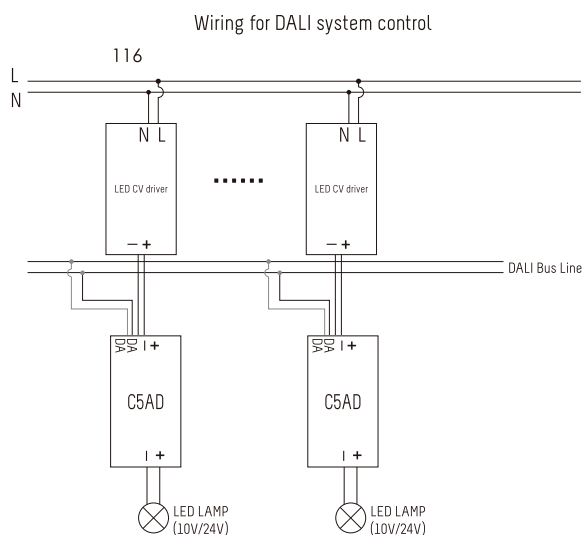 Wiring for DALI system control
116
L
N
N L N L
LED CV driver LED CV driver
− + − +
DALI Bus Line
DA DA − + DA DA − +
C5AD C5AD
− + − +
LED LAMP LED LAMP
(10V/24V) (10V/24V)